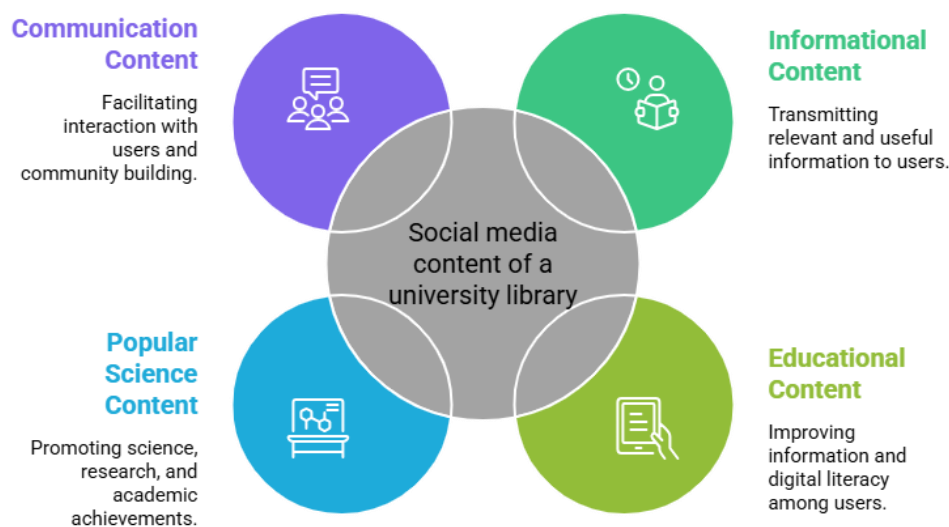 Communication
Content
Facilitating
interaction with
users and
community building.
Informational
Content
Transmitting
relevant and useful
information to users.
Social media
content of a
university library
Popular
Science
Content
Promoting science,
research, and
academic
achievements.
Educational
Content
Improving
information and
digital literacy
among users.